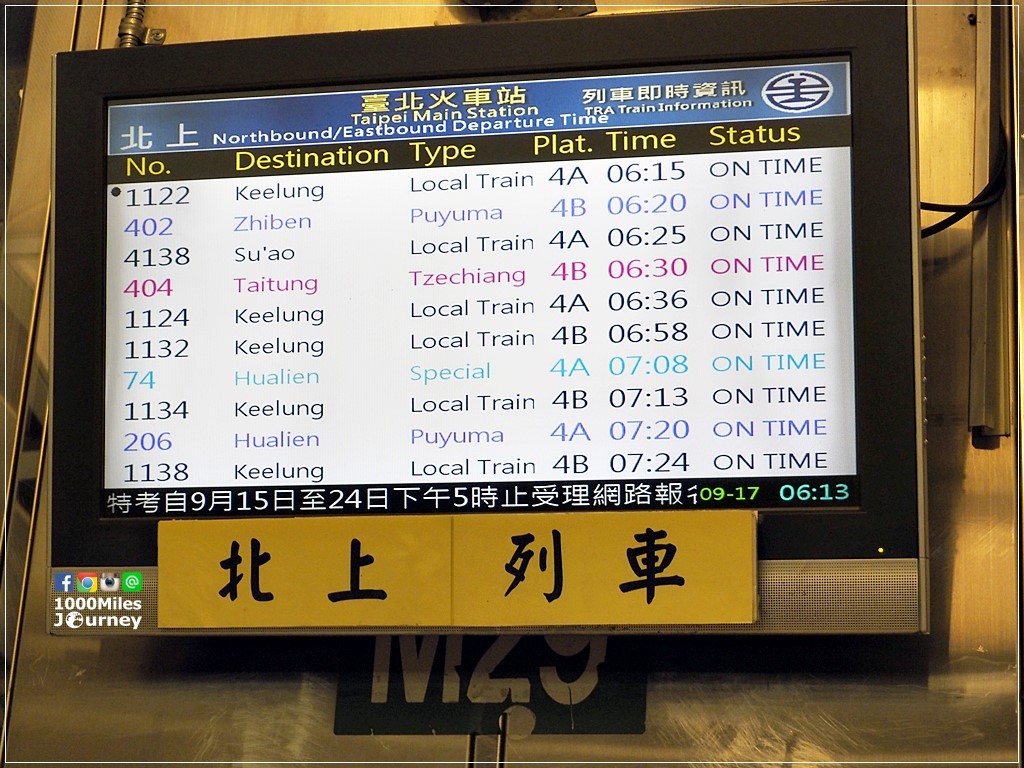 臺北火車站
Taipei Main Station
列車即時資訊
TRA Train Information
北上 Northbound/Eastbound Departure Time
No. Destination Type Plat. Time Status
1122 Keelung Local Train 4A 06:15 ON TIME
402 Zhiben Puyuma 4B 06:20 ON TIME
4138 Su'ao Local Train 4A 06:25 ON TIME
404 Taitung Tzechiang 4B 06:30 ON TIME
1124 Keelung Local Train 4A 06:36 ON TIME
1132 Keelung Local Train 4B 06:58 ON TIME
74 Hualien Special 4A 07:08 ON TIME
1134 Keelung Local Train 4B 07:13 ON TIME
206 Hualien Puyuma 4A 07:20 ON TIME
1138 Keelung Local Train 4B 07:24 ON TIME
特考自9月15日至24日下午5時止受理網路報 09-17 06:13
北上列車
1000Miles
Journey
M29